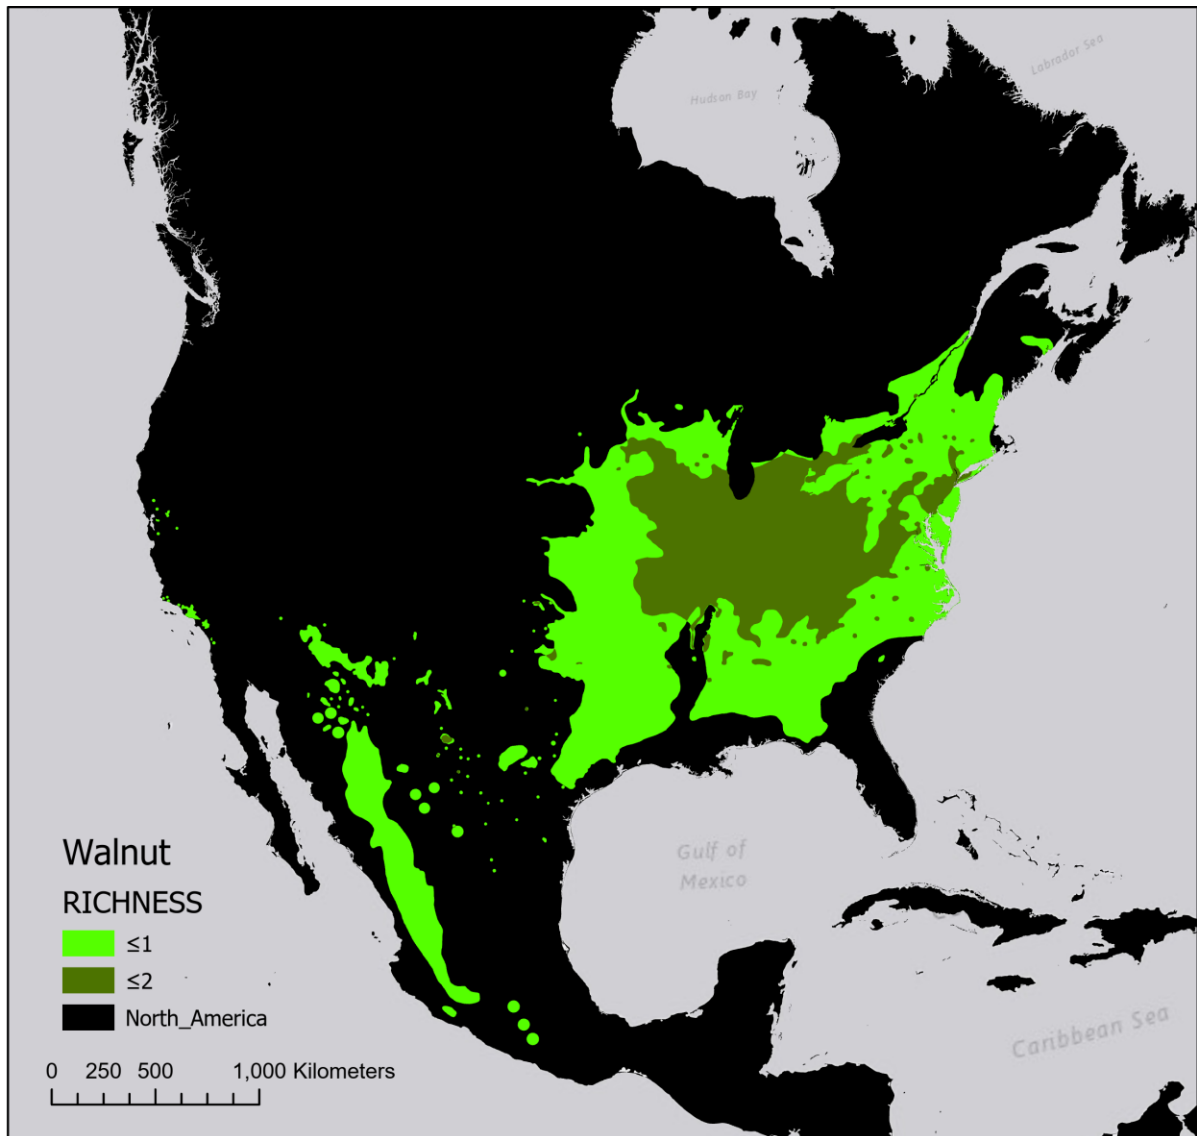 Labrador Sea
Hudson Bay
Gulf of
Mexico
Caribbean Sea
Walnut
RICHNESS
≤1
≤2
North_America
0 250 500 1,000 Kilometers